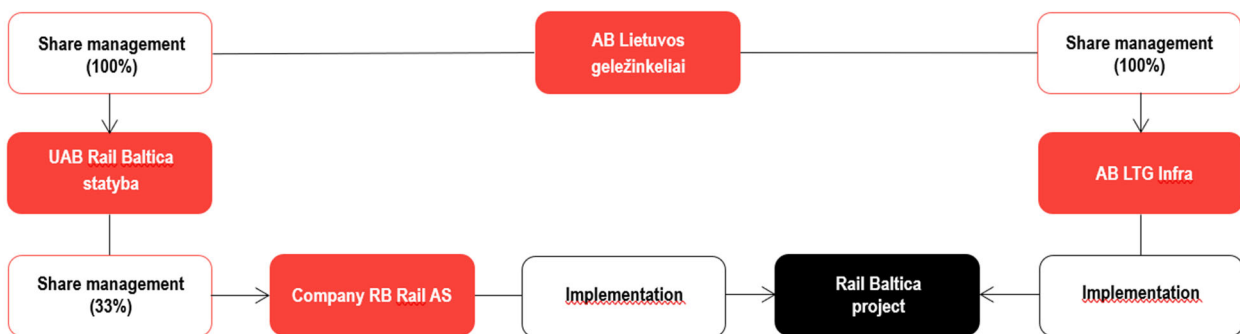 Share management
(100%)
AB Lietuvos
geležinkeliai
Share management
(100%)
UAB Rail Baltica
statyba
AB LTG Infra
Share management
(33%)
Company RB Rail AS
Implementation
Rail Baltica
project
Implementation